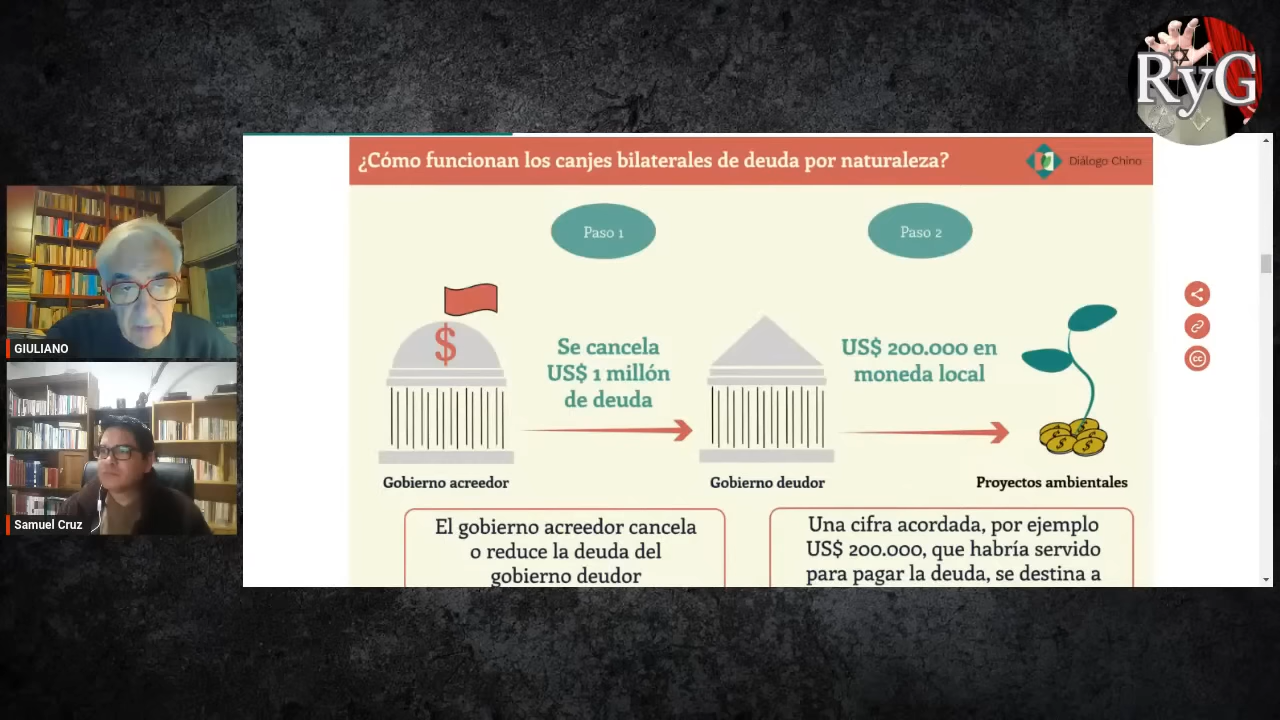 RyG
¿Cómo funcionan los canjes bilaterales de deuda por naturaleza?
Diálogo Chino
Paso 1
Paso 2
$
Se cancela
US$ 1 millón
de deuda
US$ 200.000 en
moneda local
Gobierno acreedor
Gobierno deudor
Proyectos ambientales
El gobierno acreedor cancela
o reduce la deuda del
gobierno deudor
Una cifra acordada, por ejemplo
US$ 200.000, que habría servido
para pagar la deuda, se destina a
GIULIANO
Samuel Cruz